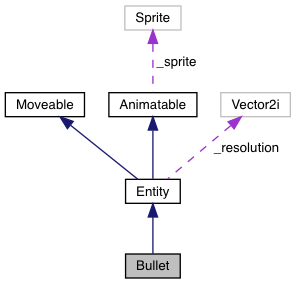 Sprite
_sprite
Moveable
Animatable
Vector2i
_resolution
Entity
Bullet